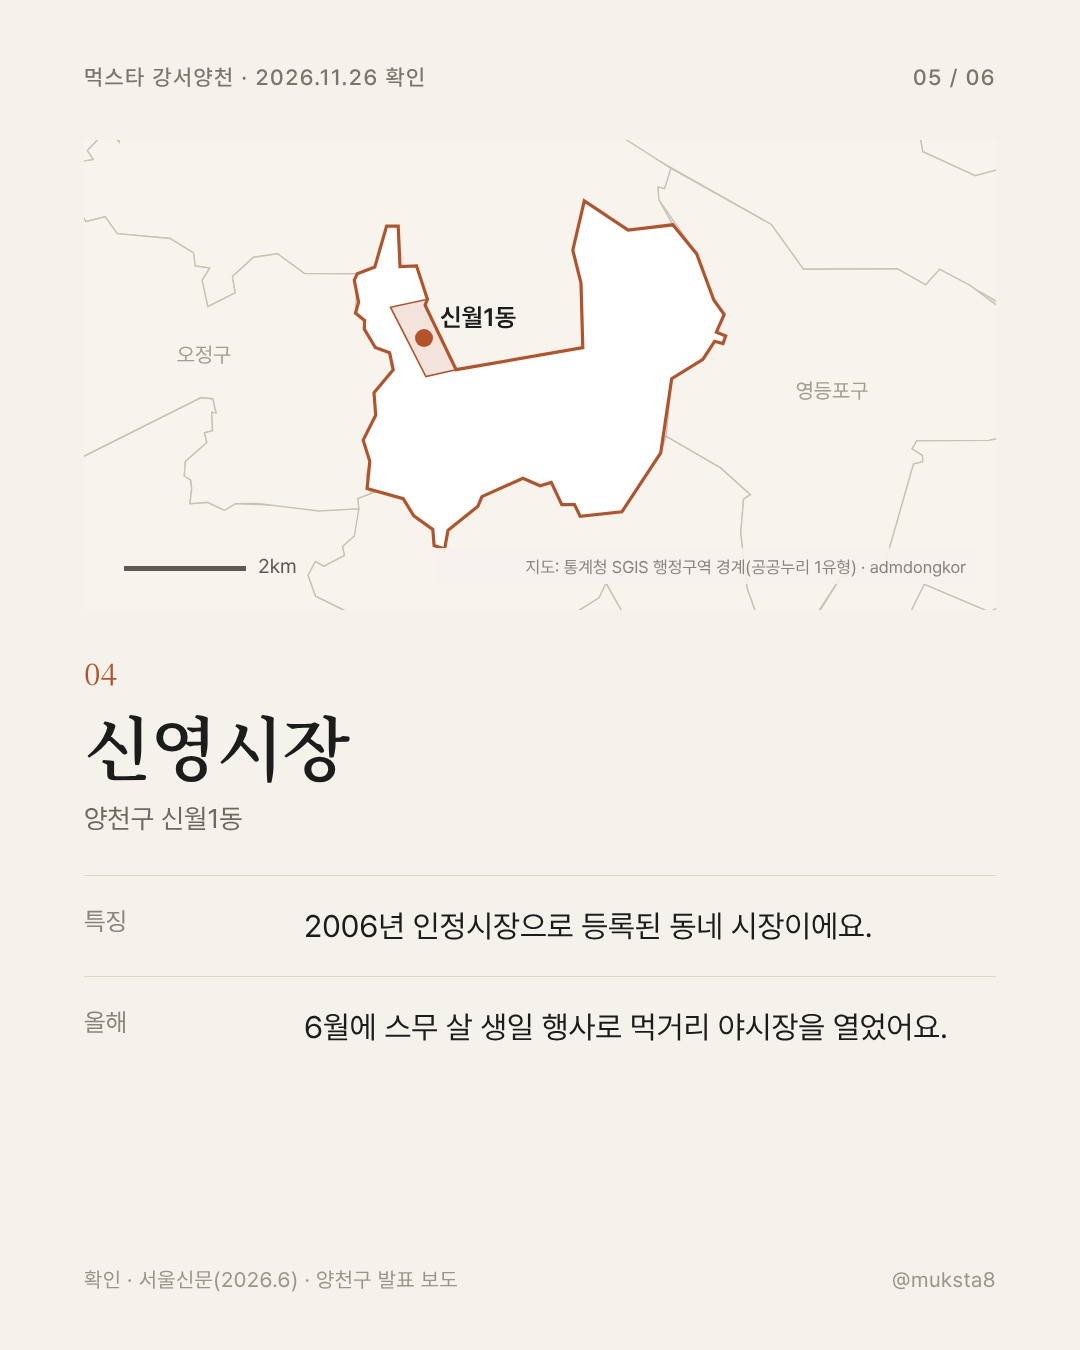 먹스타 강서양천 · 2026.11.26 확인
05 / 06
신월1동
오정구
영등포구
2km
지도: 통계청 SGIS 행정구역 경계(공공누리 1유형) · admdongkor
04
신영시장
양천구 신월1동
특징
2006년 인정시장으로 등록된 동네 시장이에요.
올해
6월에 스무 살 생일 행사로 먹거리 야시장을 열었어요.
확인 · 서울신문(2026.6) · 양천구 발표 보도
@muksta8